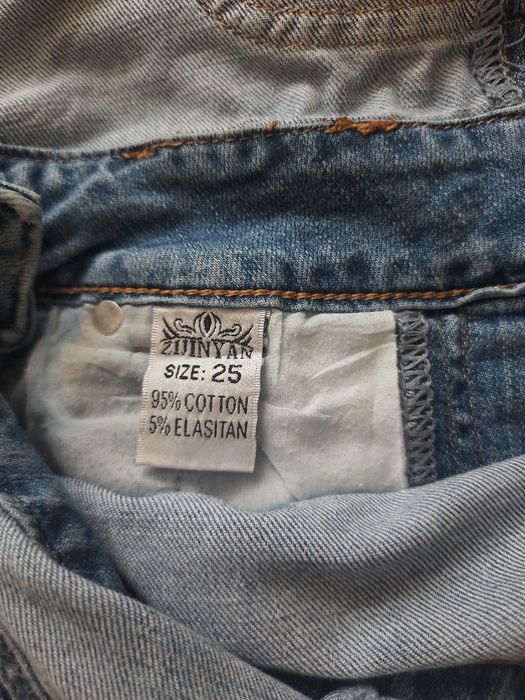 ZIJINYAN
SIZE: 25
95% COTTON
5% ELASITAN